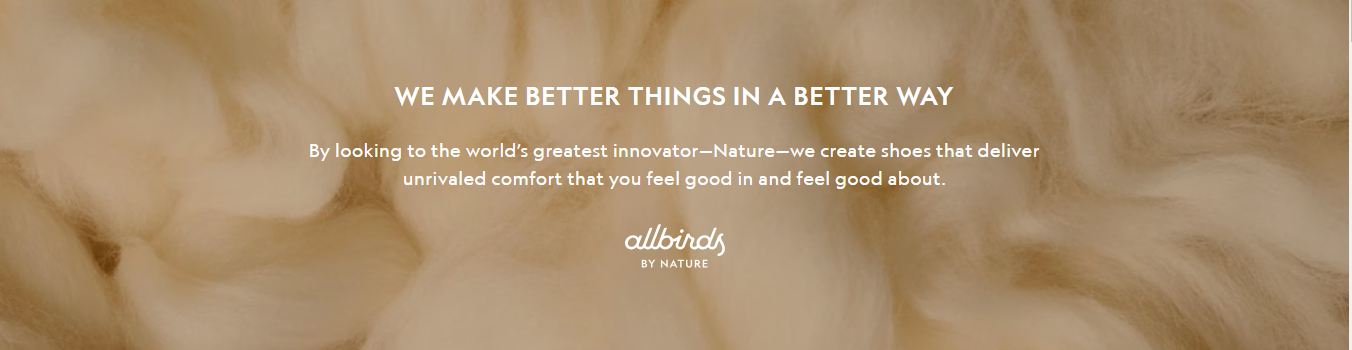 WE MAKE BETTER THINGS IN A BETTER WAY
By looking to the world’s greatest innovator—Nature—we create shoes that deliver
unrivaled comfort that you feel good in and feel good about.
allbirds
BY NATURE